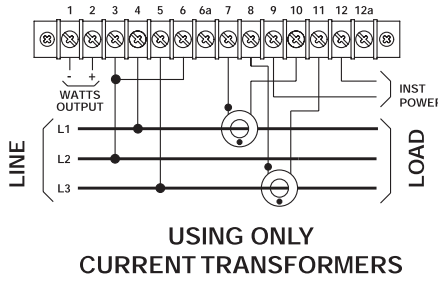 1 2 3 4 5 6 6a 7 8 9 10 11 12 12a
- +
WATTS
OUTPUT
INST
POWER
LINE
L1
L2
L3
LOAD
USING ONLY
CURRENT TRANSFORMERS